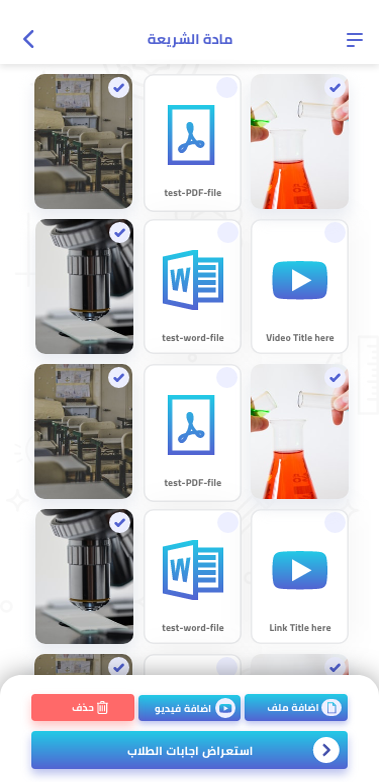 مادة الشريعة
test-PDF-file
test-word-file
Video Title here
test-PDF-file
test-word-file
Link Title here
اضافة ملف
اضافة فيديو
حذف
استعراض اجابات الطلاب